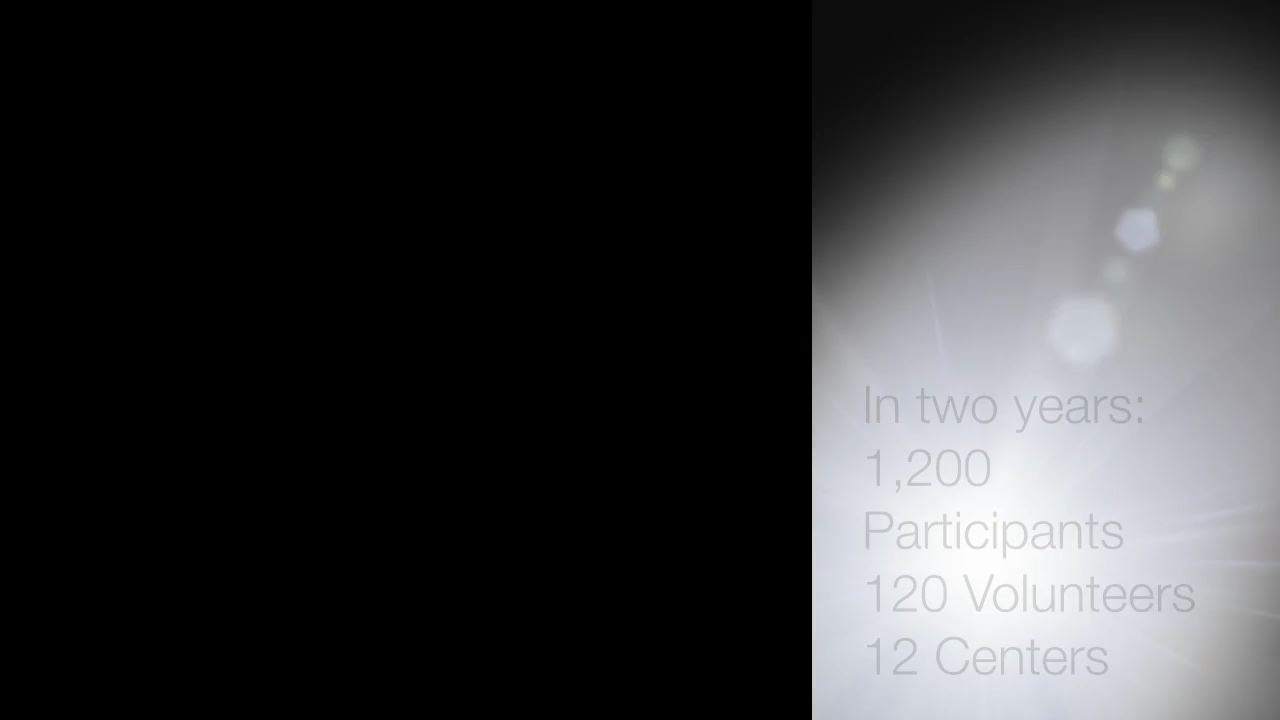 In two years:
1,200
Participants
120 Volunteers
12 Centers